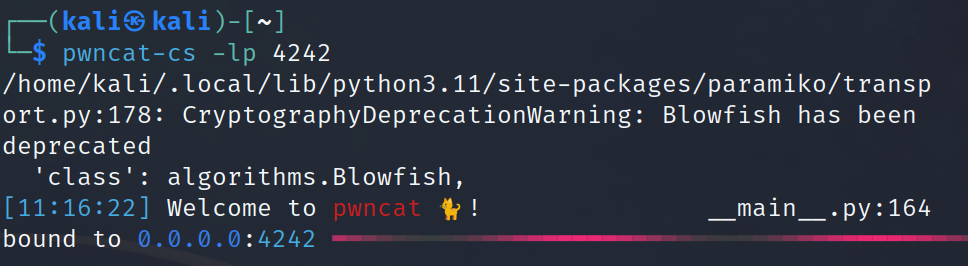 ┌──(kali㉿kali)-[~]
└─$ pwncat-cs -lp 4242
/home/kali/.local/lib/python3.11/site-packages/paramiko/transp
ort.py:178: CryptographyDeprecationWarning: Blowfish has been
deprecated
  'class': algorithms.Blowfish,
[11:16:22] Welcome to pwncat 🐈! __main__.py:164
bound to 0.0.0.0:4242